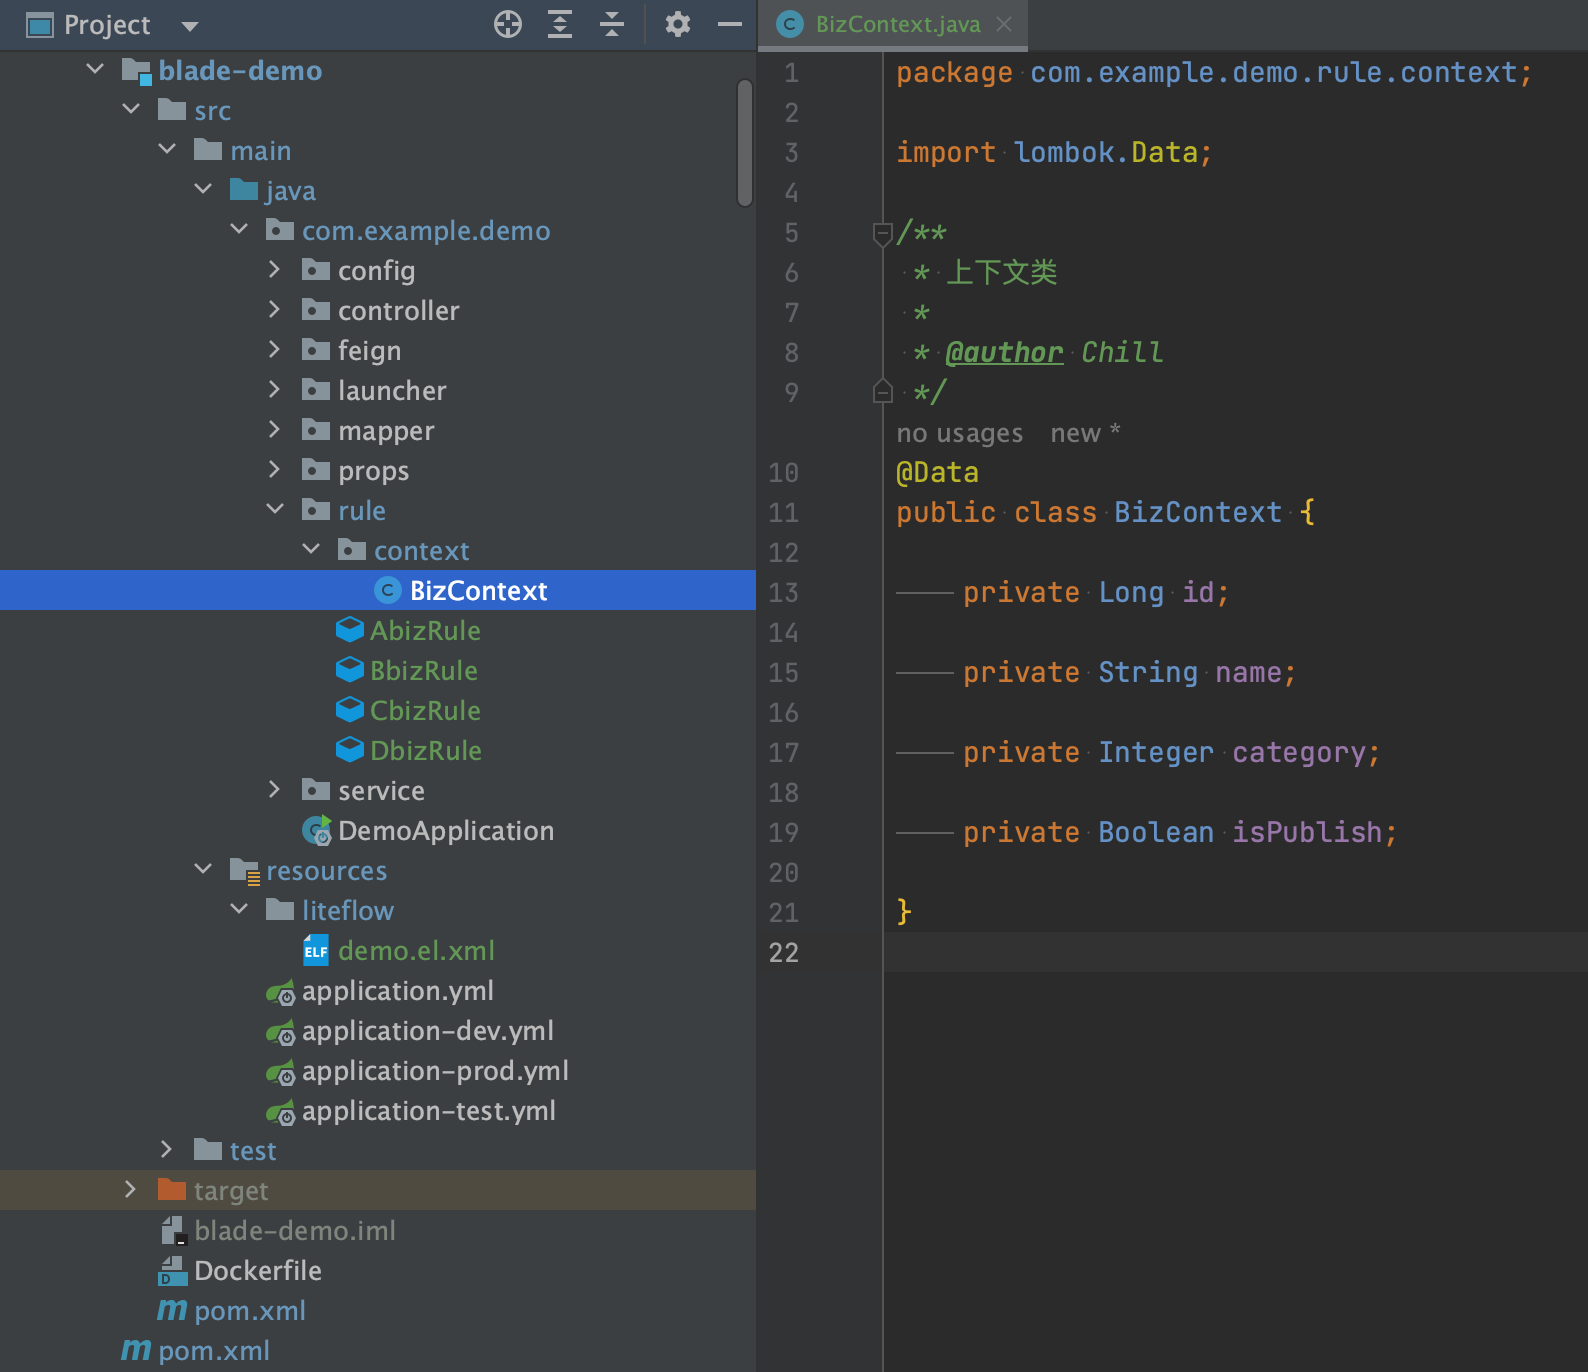 Project
blade-demo
src
main
java
com.example.demo
config
controller
feign
launcher
mapper
props
rule
context
BizContext
AbizRule
BbizRule
CbizRule
DbizRule
service
DemoApplication
resources
liteflow
ELF demo.el.xml
application.yml
application-dev.yml
application-prod.yml
application-test.yml
test
target
blade-demo.iml
Dockerfile
pom.xml
pom.xml
BizContext.java
1 package com.example.demo.rule.context;
2
3 import lombok.Data;
4
5 /**
6 * 上下文类
7 *
8 * @author Chill
9 */
no usages new *
10 @Data
11 public class BizContext {
12
13 private Long id;
14
15 private String name;
16
17 private Integer category;
18
19 private Boolean isPublish;
20
21 }
22